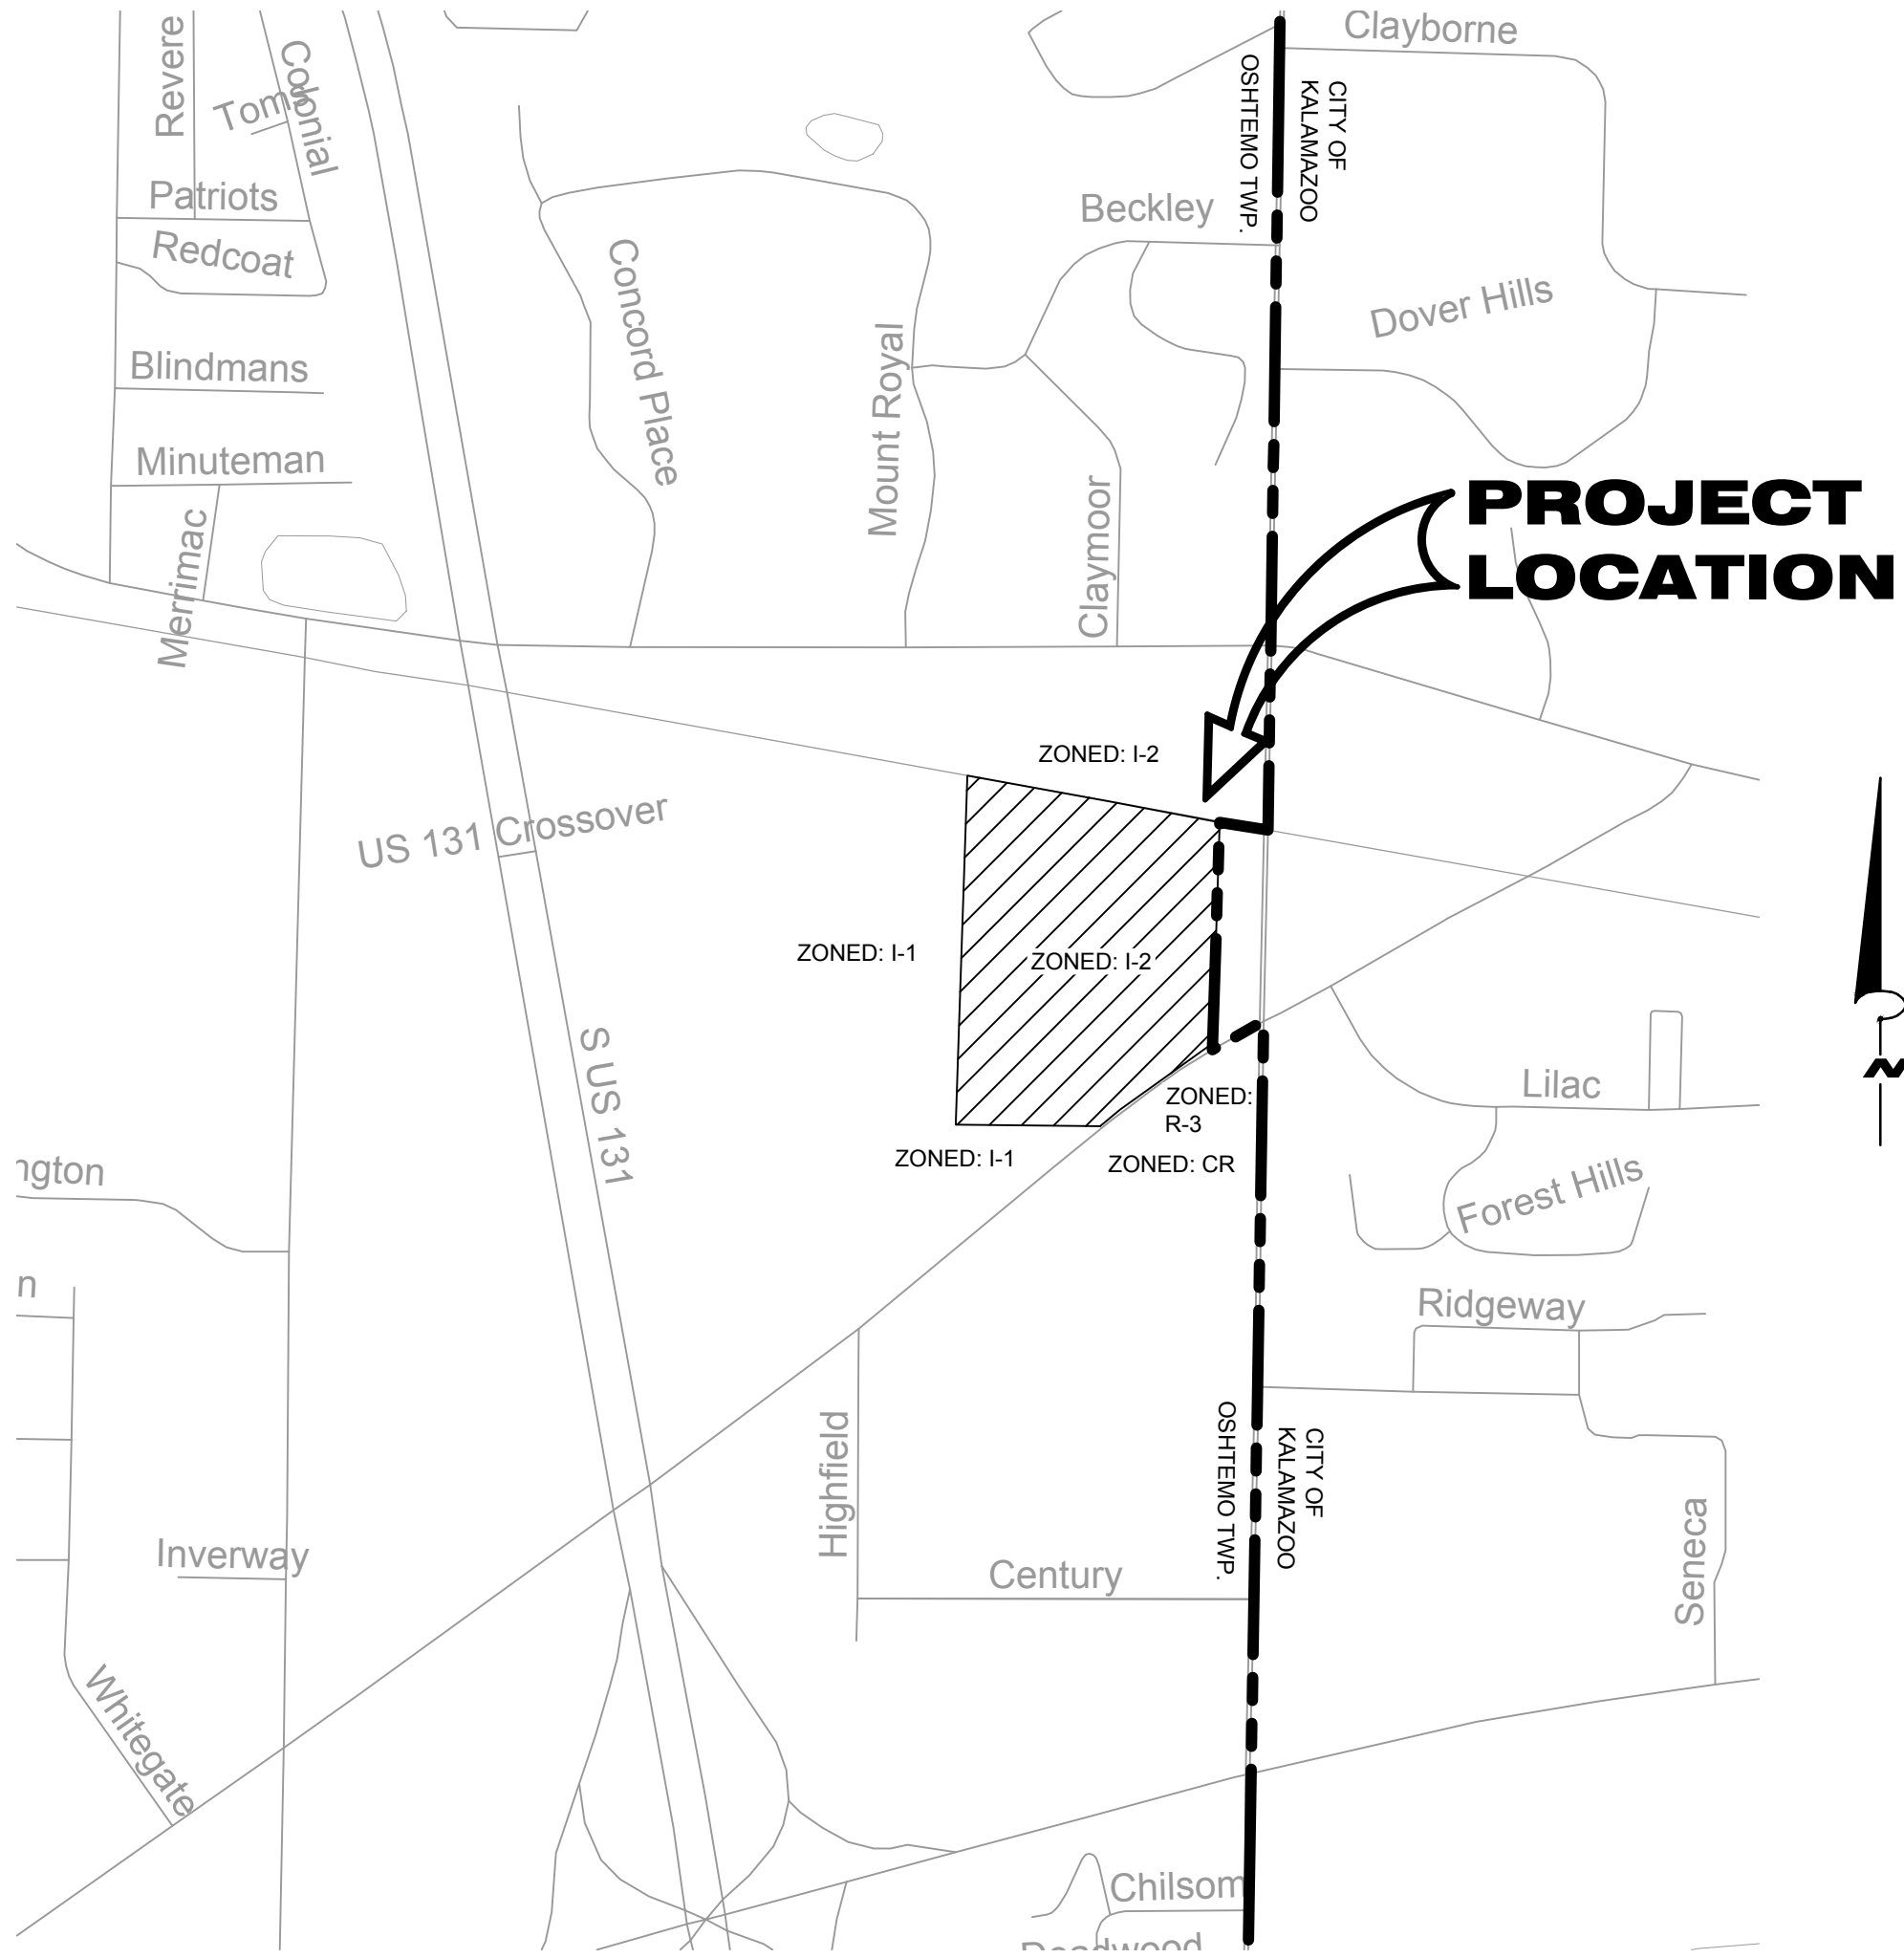 Clayborne
Revere
Colonial
Toms
OSHTEMO TWP.
CITY OF
KALAMAZOO
Patriots
Beckley
Redcoat
Concord Place
Dover Hills
Mount Royal
Blindmans
Minuteman
Claymoor
PROJECT
LOCATION
Merrimac
ZONED: I-2
US 131 Crossover
ZONED: I-1
ZONED: I-2
S US 131
N
Lilac
ZONED:
R-3
ZONED: I-1
ZONED: CR
ngton
Forest Hills
n
Ridgeway
Highfield
OSHTEMO TWP.
CITY OF
KALAMAZOO
Seneca
Inverway
Century
Whitegate
Chilsom